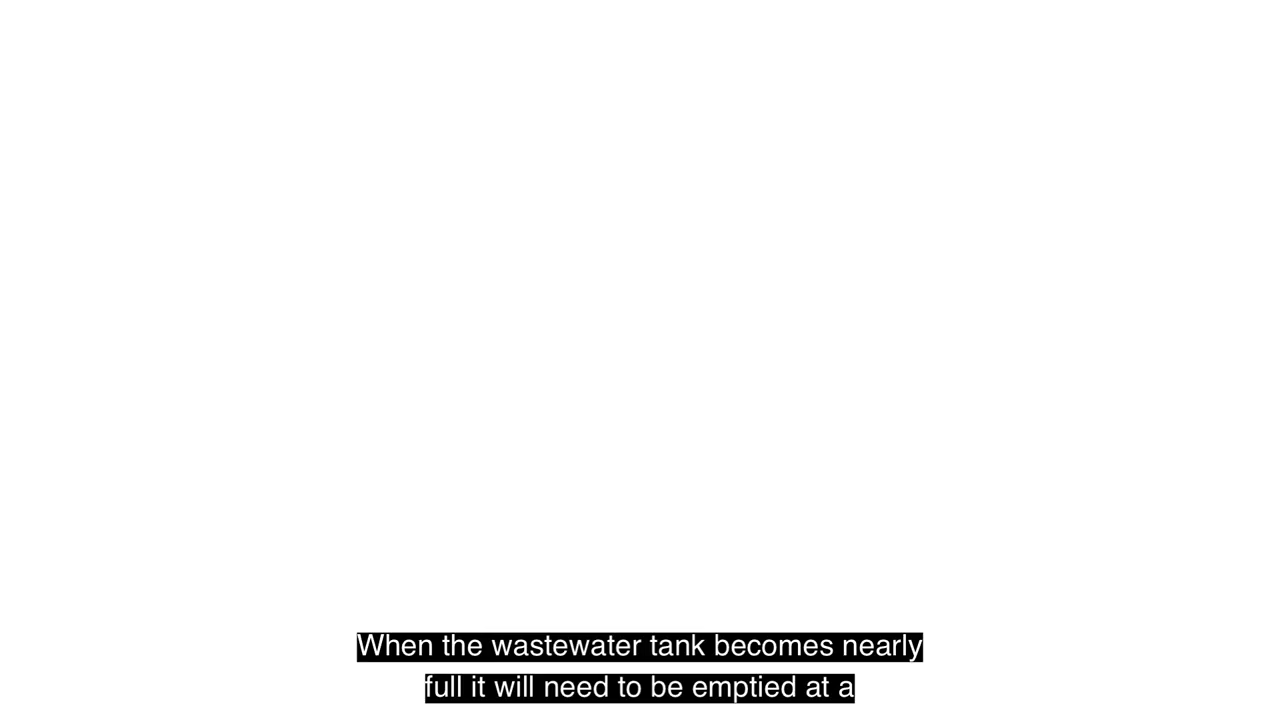 When the wastewater tank becomes nearly
full it will need to be emptied at a